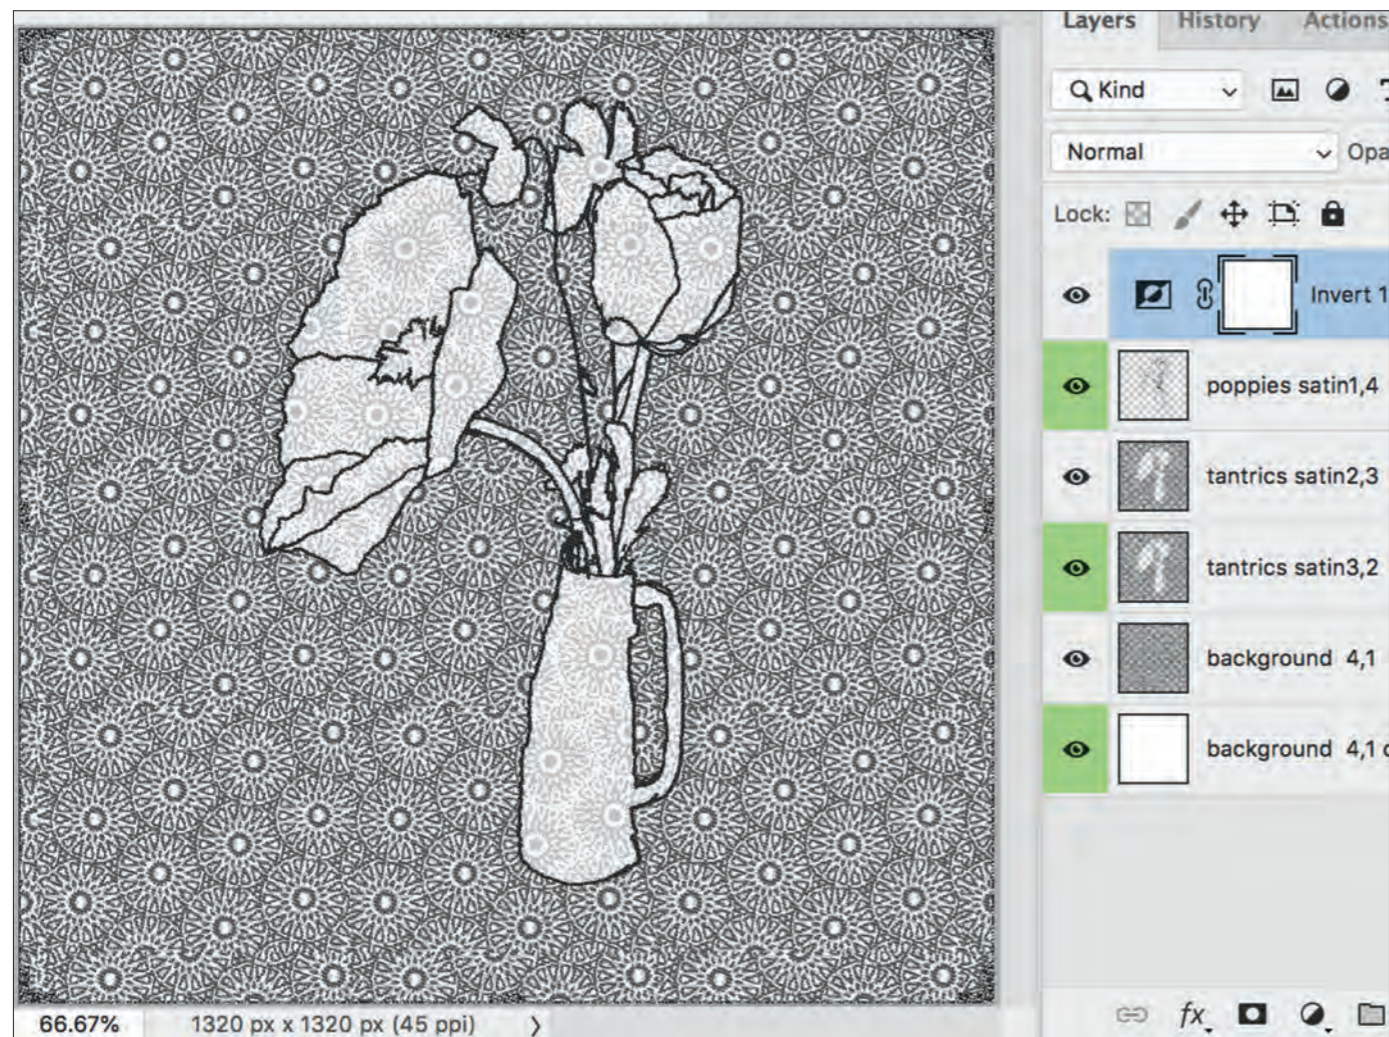 Layers History Actions
Kind
Normal Opa
Lock:
Invert 1
poppies satin1,4
tantrics satin2,3
tantrics satin3,2
background 4,1
background 4,1 c
fx
66.67% 1320 px x 1320 px (45 ppi)